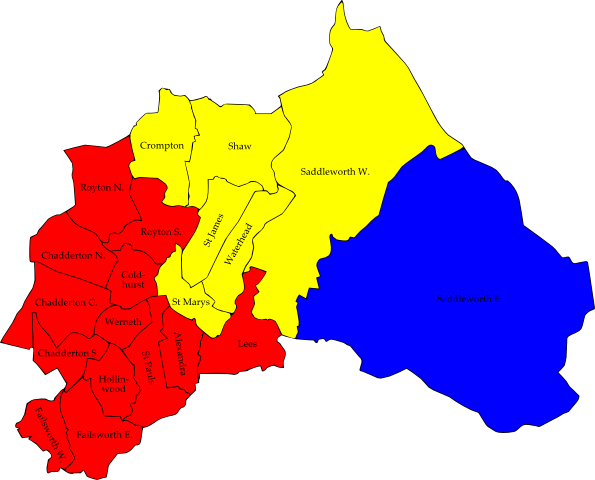 Crompton
Shaw
Saddleworth W.
Royton N.
St James
Waterhead
Royton S.
Chadderton N.
Cold-
hurst
Saddleworth S.
Chadderton C.
St Marys
Werneth
Lees
Alexandra
Chadderton S.
St Pauls
Hollin-
wood
Failsworth W.
Failsworth E.